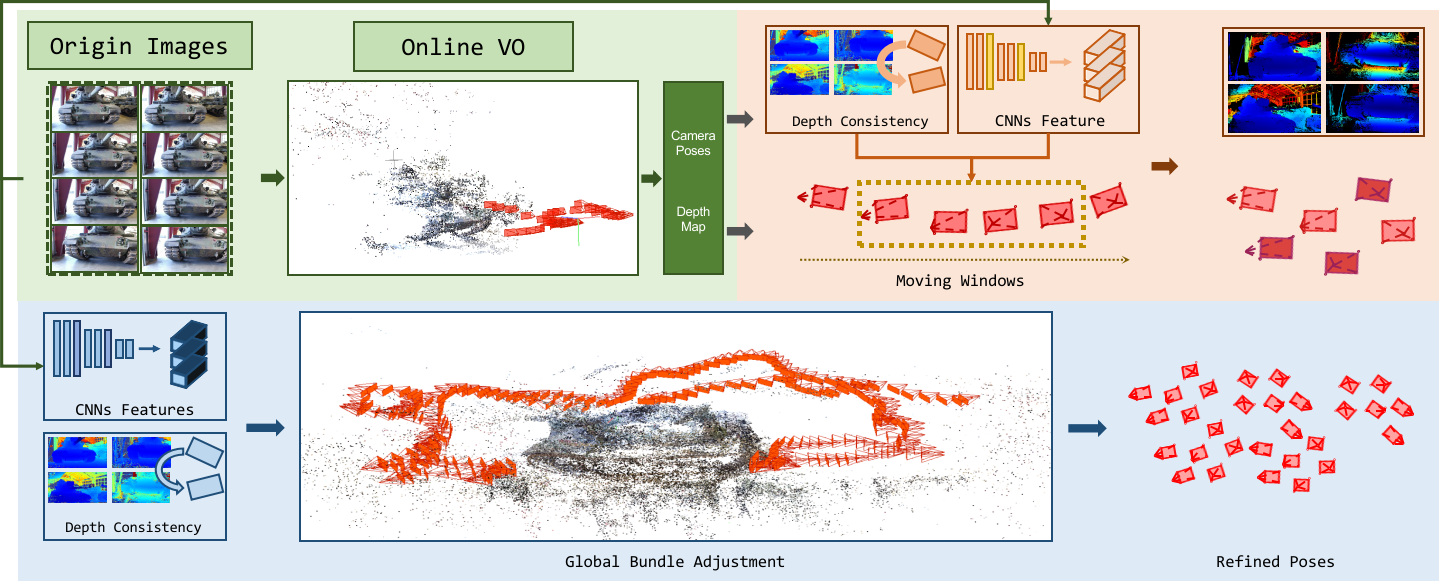 Origin Images
Online VO
Camera
Poses
Depth
Map
Depth Consistency
CNNs Feature
Moving Windows
CNNs Features
Depth Consistency
Global Bundle Adjustment
Refined Poses